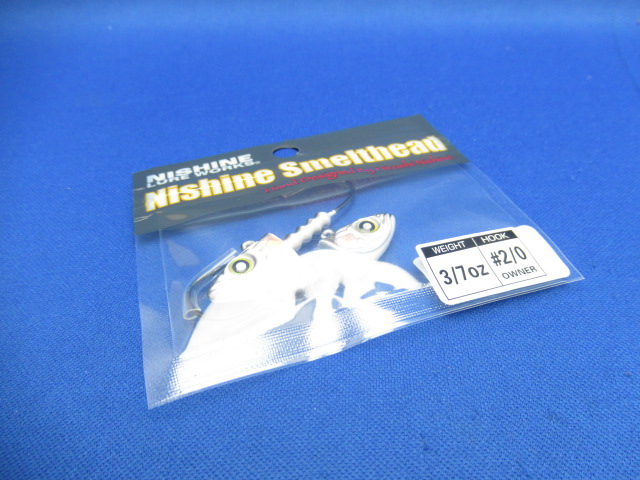 NISHINE
LURE WORKS
Nishine Smelthead
WEIGHT
3/7oz
HOOK
#2/0
OWNER